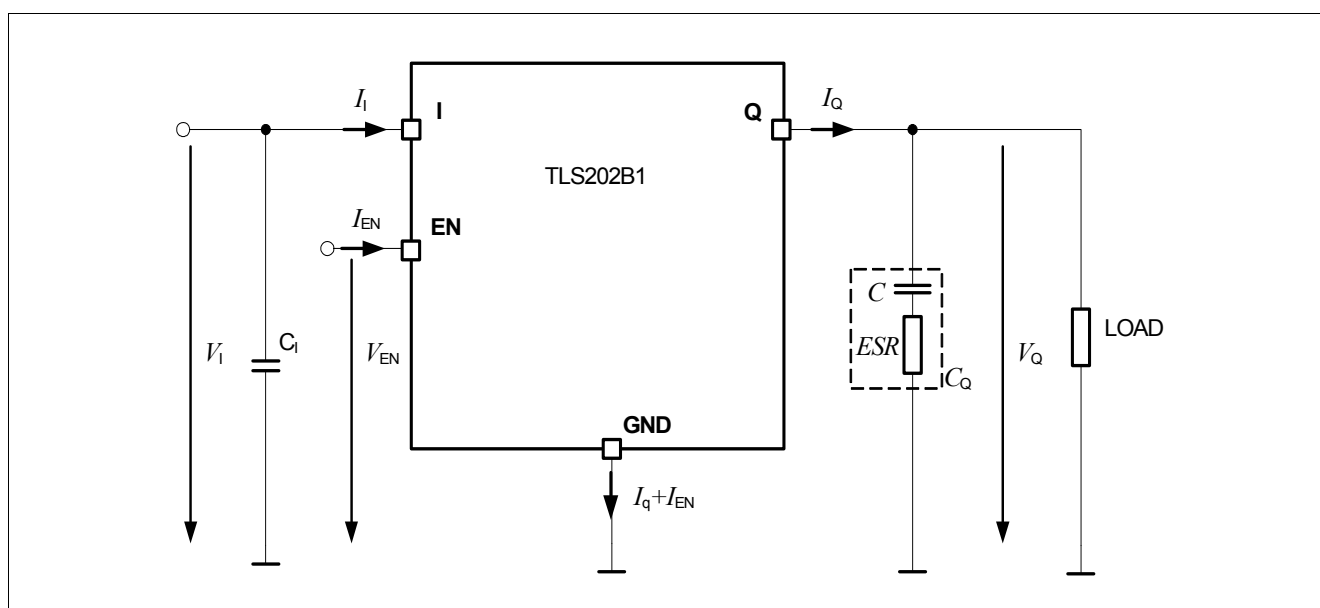 I_I
I
Q
I_Q
TLS202B1
I_EN
EN
C
LOAD
V_I
C_I
V_EN
ESR
V_Q
C_Q
GND
I_q+I_EN